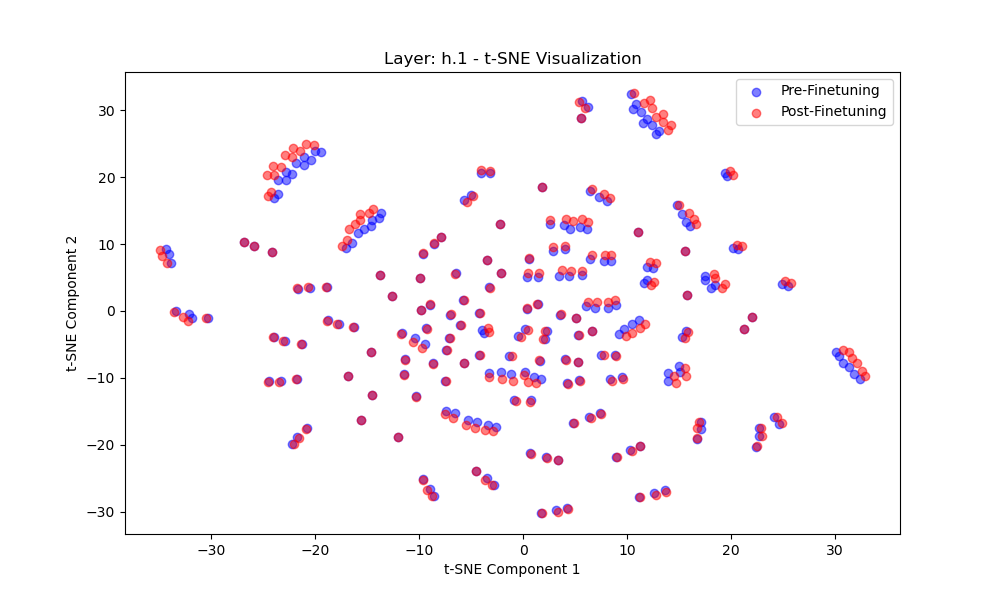 Layer: h.1 - t-SNE Visualization
Pre-Finetuning
Post-Finetuning
t-SNE Component 2
30
20
10
0
−10
−20
−30
−30
−20
−10
0
10
20
30
t-SNE Component 1